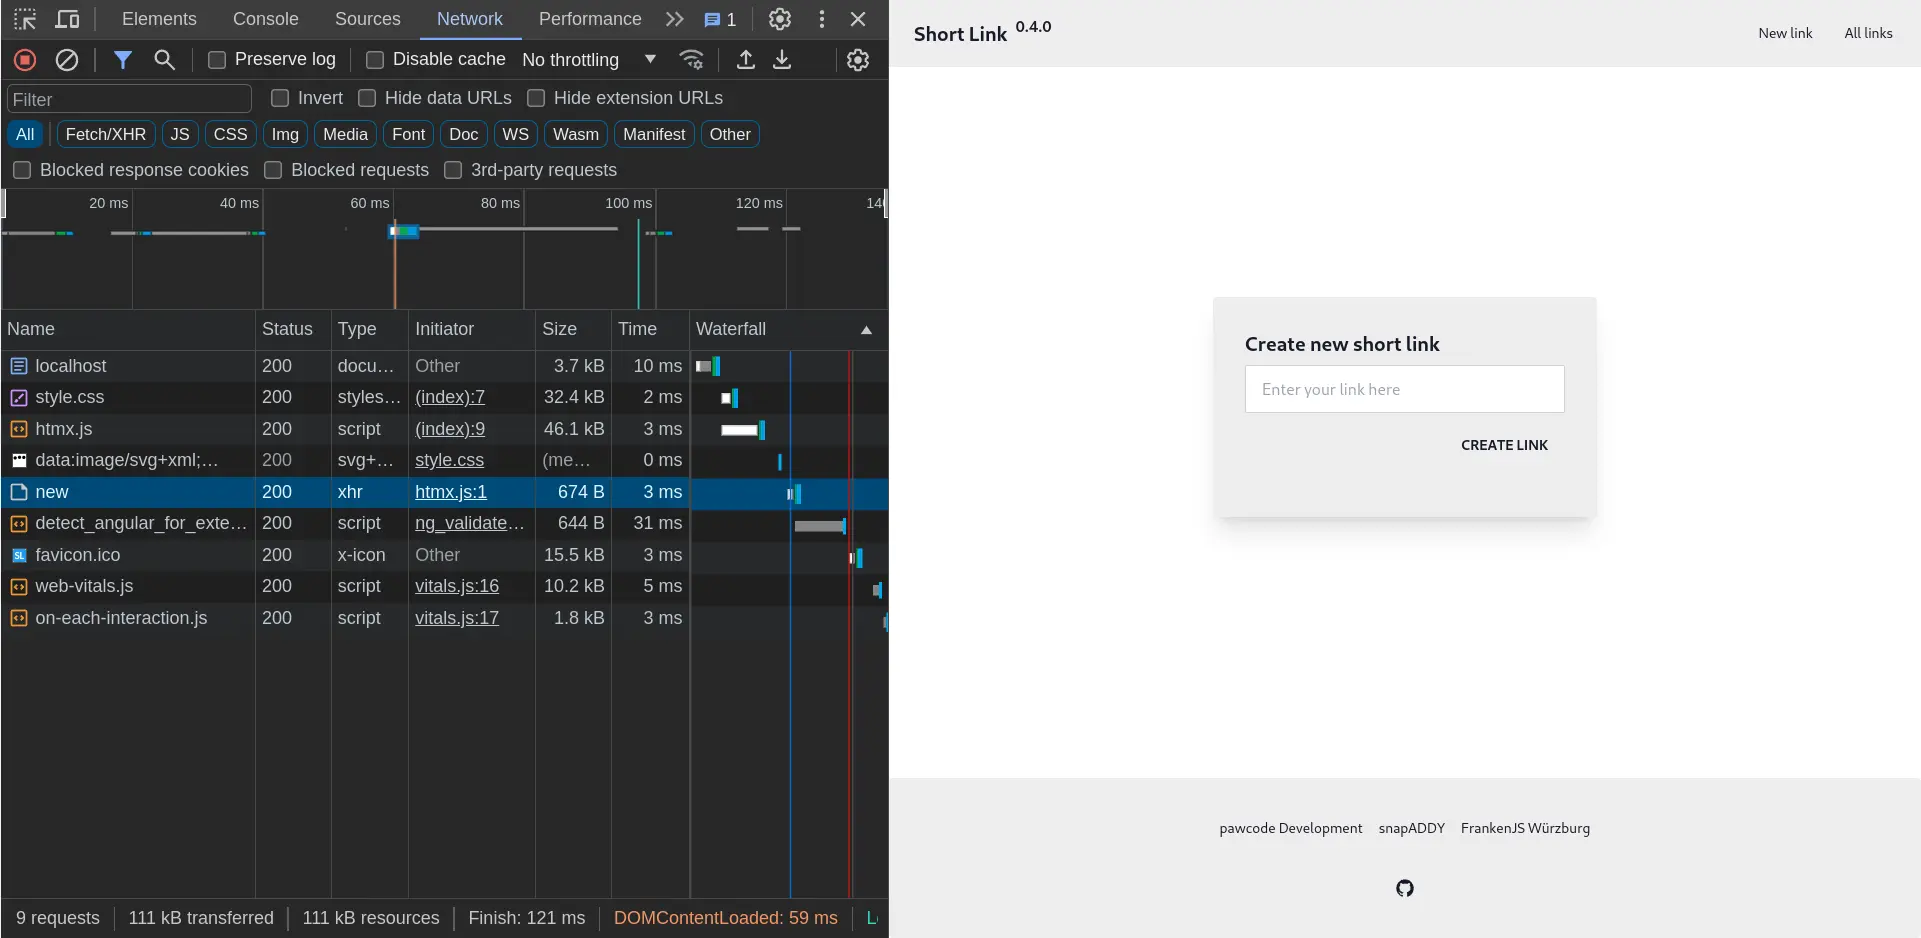 Elements Console Sources Network Performance 1
Preserve log Disable cache No throttling
Filter Invert Hide data URLs Hide extension URLs
All Fetch/XHR JS CSS Img Media Font Doc WS Wasm Manifest Other
Blocked response cookies Blocked requests 3rd-party requests
20 ms 40 ms 60 ms 80 ms 100 ms 120 ms
Name Status Type Initiator Size Time Waterfall
localhost 200 docu… Other 3.7 kB 10 ms
style.css 200 styles… (index):7 32.4 kB 2 ms
htmx.js 200 script (index):9 46.1 kB 3 ms
data:image/svg+xml;… 200 svg+… style.css (me… 0 ms
new 200 xhr htmx.js:1 674 B 3 ms
detect_angular_for_exte… 200 script ng_validate… 644 B 31 ms
SL favicon.ico 200 x-icon Other 15.5 kB 3 ms
web-vitals.js 200 script vitals.js:16 10.2 kB 5 ms
on-each-interaction.js 200 script vitals.js:17 1.8 kB 3 ms
9 requests 111 kB transferred 111 kB resources Finish: 121 ms DOMContentLoaded: 59 ms
Short Link 0.4.0 New link All links
Create new short link
Enter your link here
CREATE LINK
pawcode Development snapADDY FrankenJS Würzburg